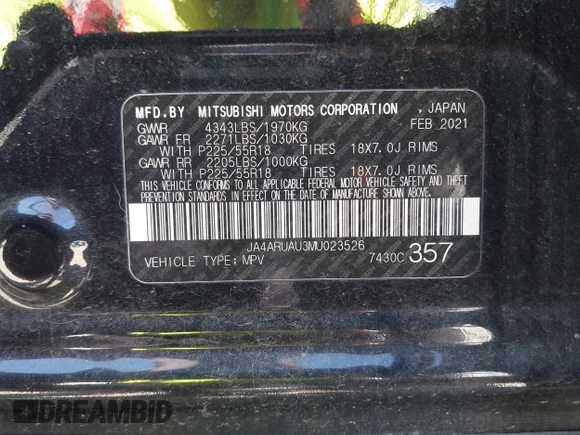 MFD.BY MITSUBISHI MOTORS CORPORATION , JAPAN
GVWR 4343LBS/1970KG FEB 2021
GAWR FR 2271LBS/1030KG
WITH P225/55R18 TIRES 18X7.0J RIMS
GAWR RR 2205LBS/1000KG
WITH P225/55R18 TIRES 18X7.0J RIMS
THIS VEHICLE CONFORMS TO ALL APPLICABLE FEDERAL MOTOR VEHICLE SAFETY AND THEFT
PREVENTION STANDARDS IN EFFECT ON THE DATE OF MANUFACTURE SHOWN ABOVE.
JA4ARUAU3MU023526
VEHICLE TYPE: MPV 7430C 357
DREAMBID